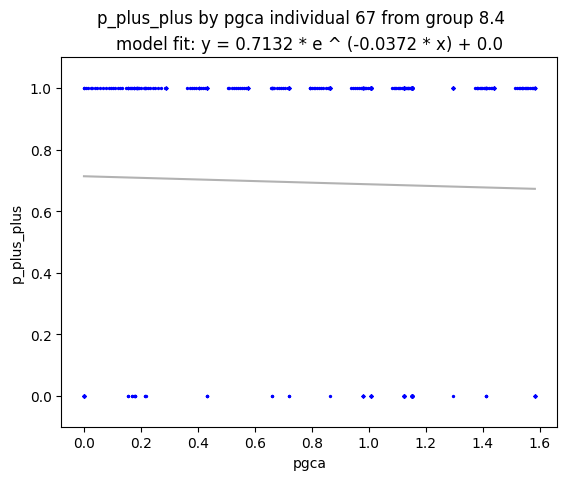 p_plus_plus by pgca individual 67 from group 8.4
model fit: y = 0.7132 * e ^ (-0.0372 * x) + 0.0
1.0
0.8
0.6
0.4
0.2
0.0
p_plus_plus
0.0 0.2 0.4 0.6 0.8 1.0 1.2 1.4 1.6
pgca